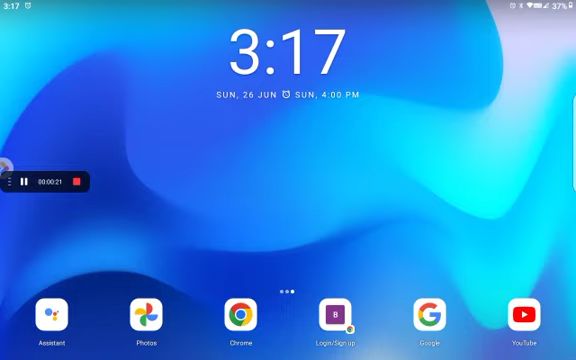 3:17
37%
3:17
SUN, 26 JUN SUN, 4:00 PM
00:00:21
B
Assistant
Photos
Chrome
Login/Sign up
Google
YouTube